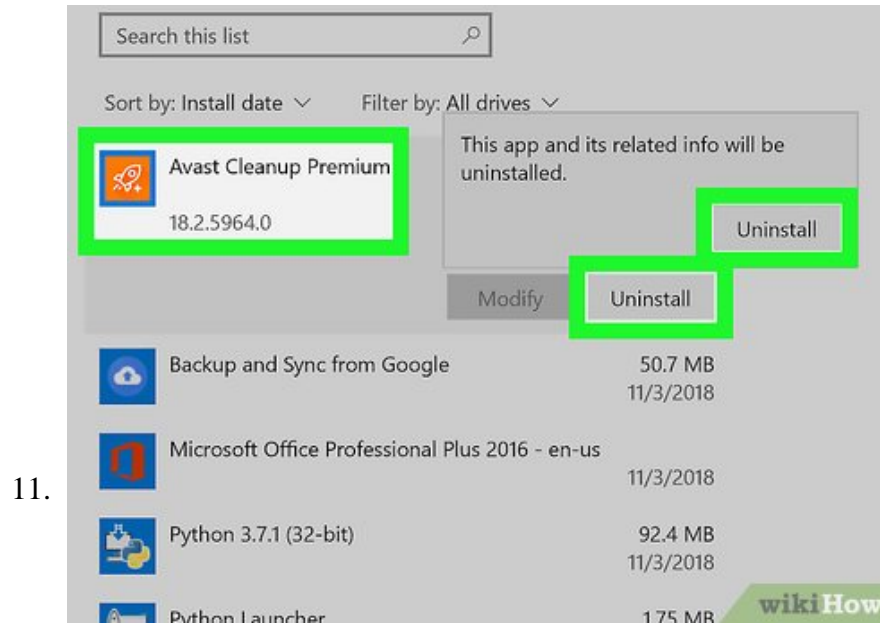 Search this list
Sort by: Install date Filter by: All drives
This app and its related info will be
uninstalled.
Avast Cleanup Premium
18.2.5964.0
Uninstall
Modify Uninstall
Backup and Sync from Google 50.7 MB
11/3/2018
Microsoft Office Professional Plus 2016 - en-us
11/3/2018
11.
Python 3.7.1 (32-bit) 92.4 MB
11/3/2018
Python Launcher 1.75 MB
wikiHow